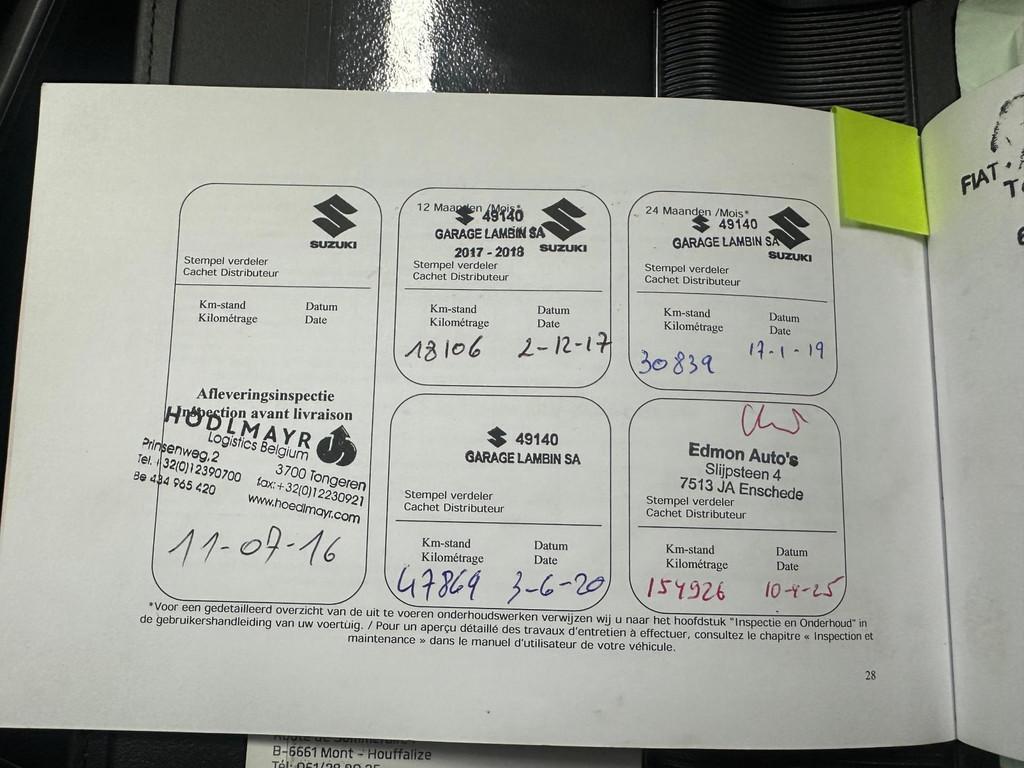 SUZUKI
Stempel verdeler
Cachet Distributeur
Km-stand Datum
Kilométrage Date
Afleveringsinspectie
Inspection avant livraison
HÖDLMAYR
Logistics Belgium
Prinsenweg,2 3700 Tongeren
Tel. +32(0)12390700 fax:+32(0)12230921
Be 434 965 420 www.hoedlmayr.com
11-07-16
12 Maanden /Mois*
49140
GARAGE LAMBIN SA
2017 - 2018
SUZUKI
Stempel verdeler
Cachet Distributeur
Km-stand Datum
Kilométrage Date
18106 2-12-17
24 Maanden /Mois*
49140
GARAGE LAMBIN SA
SUZUKI
Stempel verdeler
Cachet Distributeur
Km-stand Datum
Kilométrage Date
30839 17-1-19
49140
GARAGE LAMBIN SA
Stempel verdeler
Cachet Distributeur
Km-stand Datum
Kilométrage Date
47869 3-6-20
Edmon Auto's
Slijpsteen 4
7513 JA Enschede
Stempel verdeler
Cachet Distributeur
Km-stand Datum
Kilométrage Date
154926 10-4-25
*Voor een gedetailleerd overzicht van de uit te voeren onderhoudswerken verwijzen wij u naar het hoofdstuk "Inspectie en Onderhoud" in
de gebruikershandleiding van uw voertuig. / Pour un aperçu détaillé des travaux d'entretien à effectuer, consultez le chapitre « Inspection et
maintenance » dans le manuel d'utilisateur de votre véhicule.
28
FIAT
B-6661 Mont - Houffalize